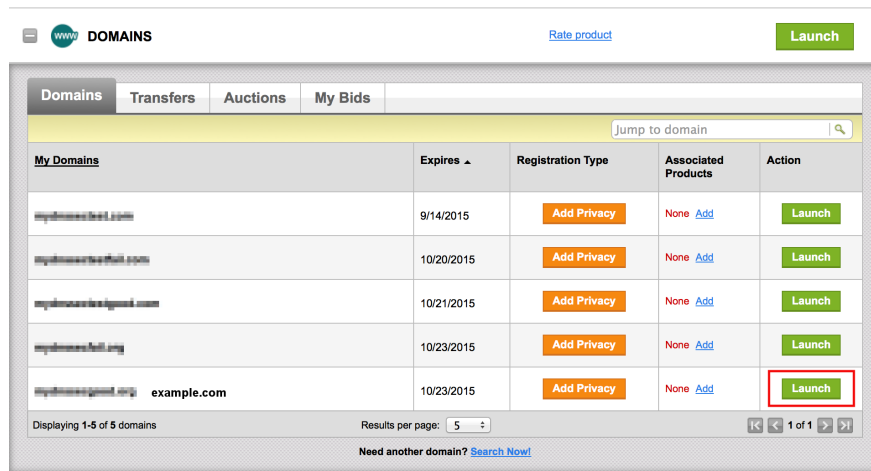 www DOMAINS Rate product Launch
Domains Transfers Auctions My Bids
Jump to domain
My Domains Expires Registration Type Associated Products Action
9/14/2015 Add Privacy None Add Launch
10/20/2015 Add Privacy None Add Launch
10/21/2015 Add Privacy None Add Launch
10/23/2015 Add Privacy None Add Launch
example.com 10/23/2015 Add Privacy None Add Launch
Displaying 1-5 of 5 domains Results per page: 5 1 of 1
Need another domain? Search Now!